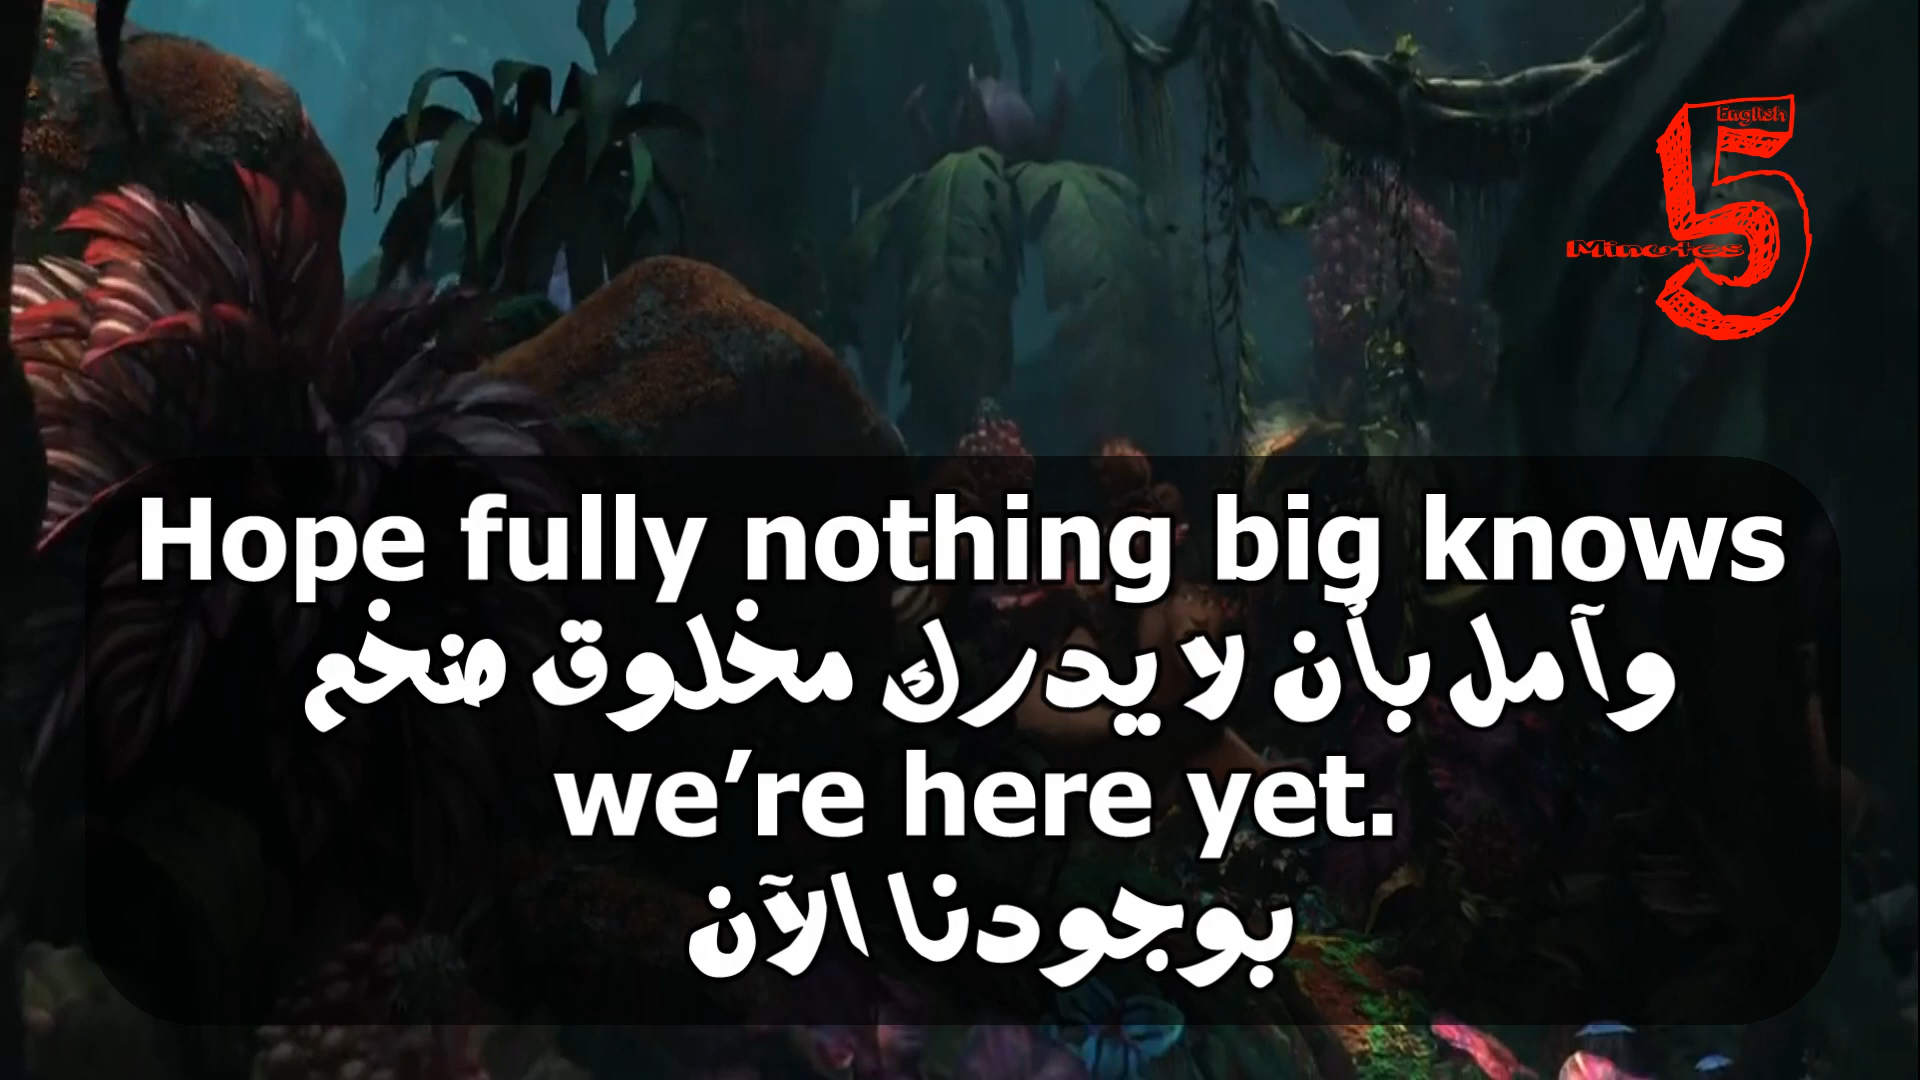 English
5
Minutes
Hope fully nothing big knows
وآمل بأن لا يدرك مخلوق ضخم
we’re here yet.
بوجودنا الآن